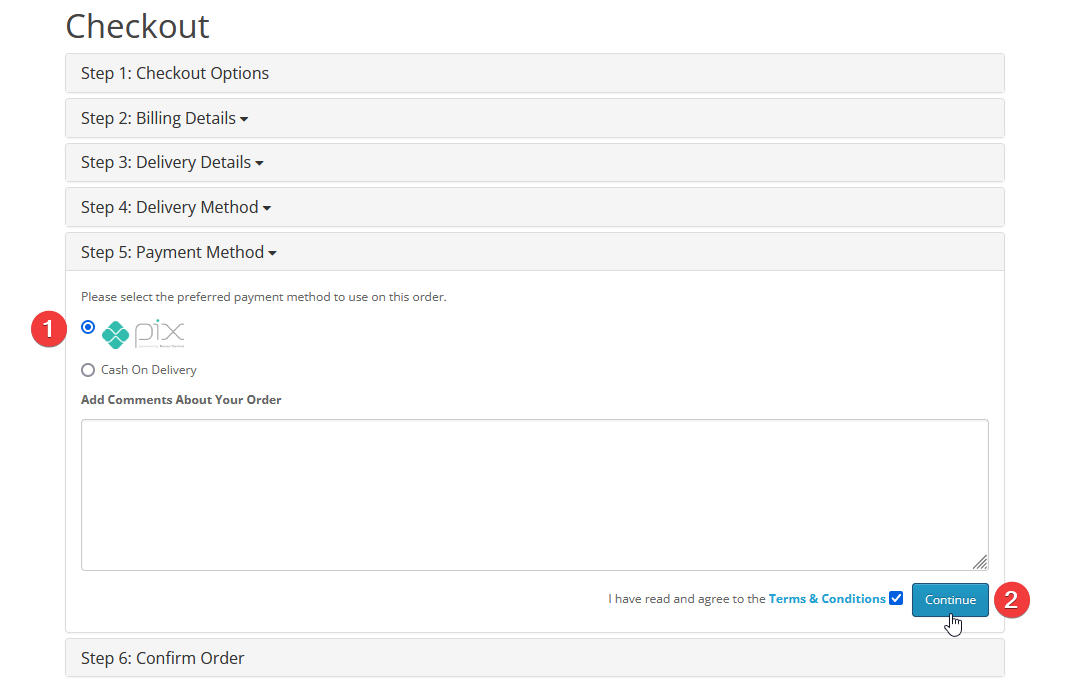 Checkout
Step 1: Checkout Options
Step 2: Billing Details
Step 3: Delivery Details
Step 4: Delivery Method
Step 5: Payment Method
Please select the preferred payment method to use on this order.
1
pix
Cash On Delivery
Add Comments About Your Order
I have read and agree to the Terms & Conditions
Continue
2
Step 6: Confirm Order